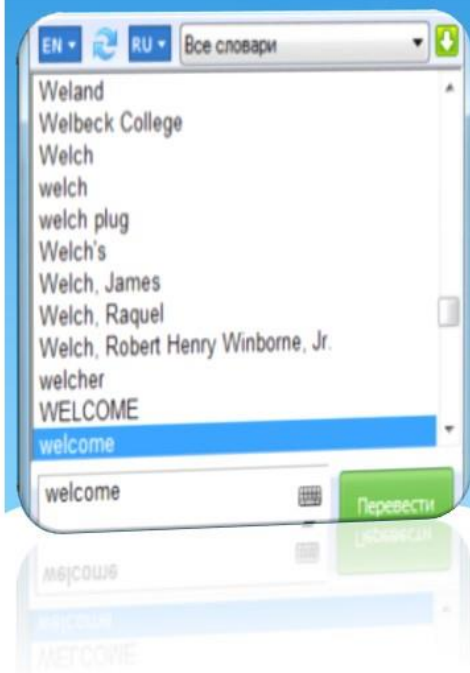 EN RU Все словари
Weland
Welbeck College
Welch
welch
welch plug
Welch's
Welch, James
Welch, Raquel
Welch, Robert Henry Winborne, Jr.
welcher
WELCOME
welcome
welcome Перевести